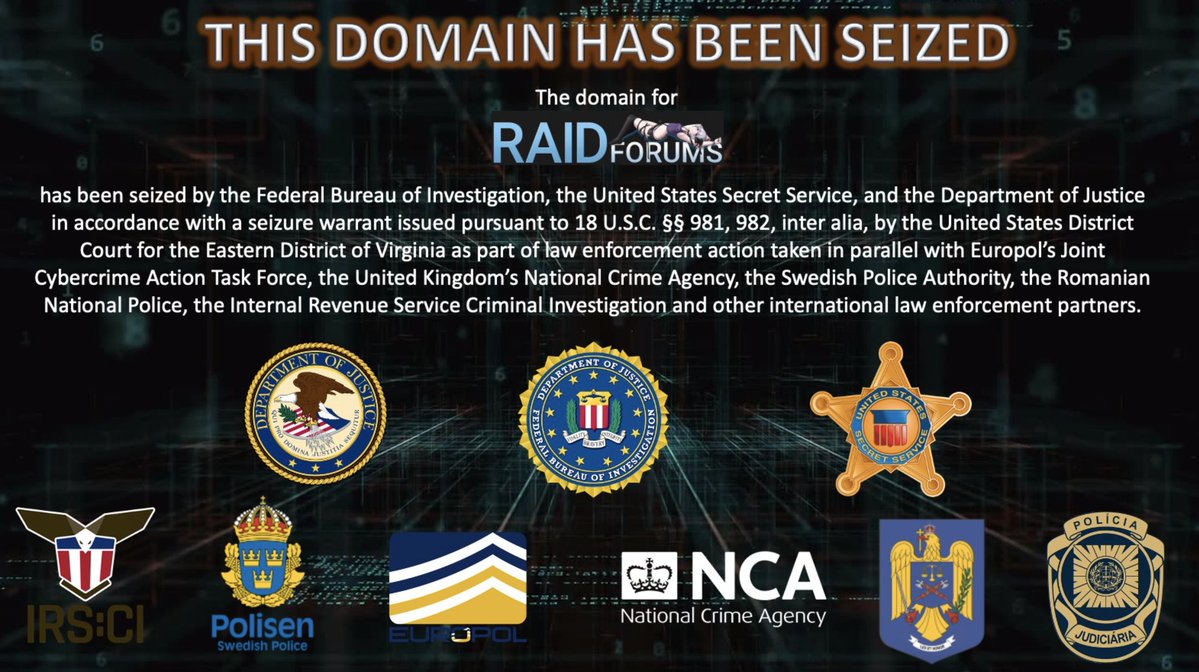 THIS DOMAIN HAS BEEN SEIZED
The domain for
RAIDFORUMS
has been seized by the Federal Bureau of Investigation, the United States Secret Service, and the Department of Justice
in accordance with a seizure warrant issued pursuant to 18 U.S.C. §§ 981, 982, inter alia, by the United States District
Court for the Eastern District of Virginia as part of law enforcement action taken in parallel with Europol's Joint
Cybercrime Action Task Force, the United Kingdom's National Crime Agency, the Swedish Police Authority, the Romanian
National Police, the Internal Revenue Service Criminal Investigation and other international law enforcement partners.
DEPARTMENT OF JUSTICE
QUI PRO DOMINA JUSTITIA SEQUITUR
DEPARTMENT OF JUSTICE
FEDERAL BUREAU OF INVESTIGATION
FIDELITY BRAVERY INTEGRITY
UNITED STATES
SECRET SERVICE
IRS:CI
Polisen
Swedish Police
EUROPOL
NCA
National Crime Agency
POLÍCIA
JUDICIÁRIA